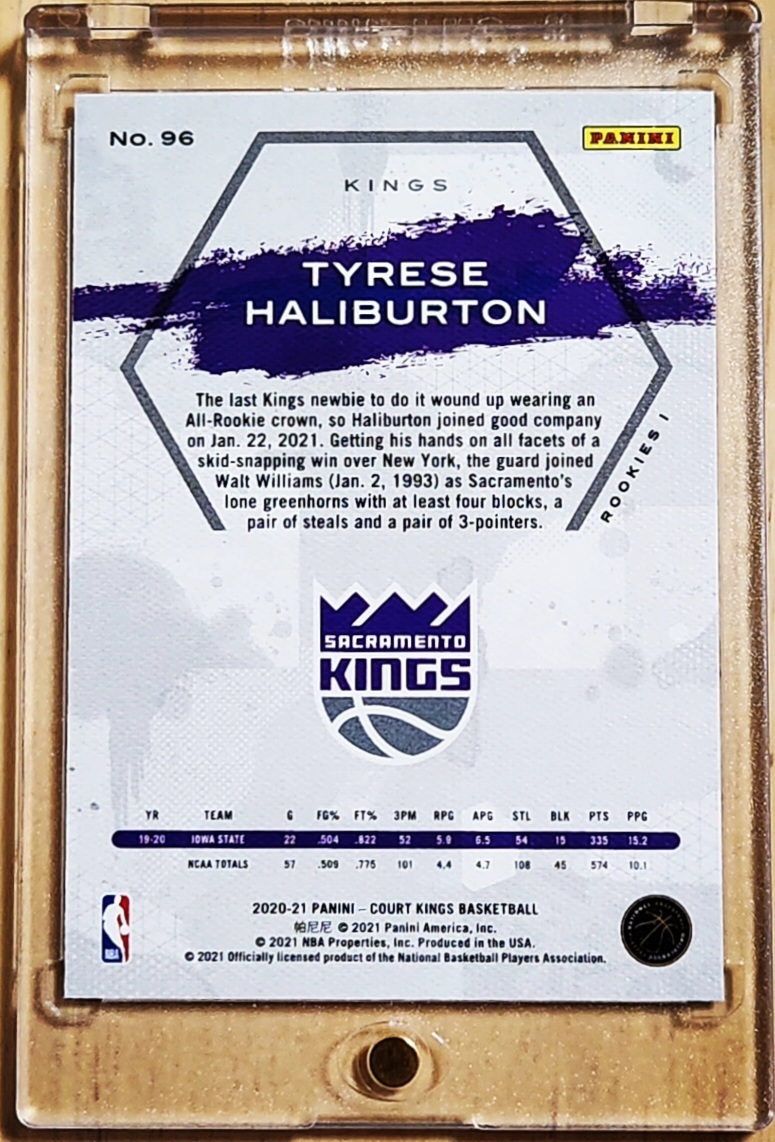 No. 96
PANINI
KINGS
TYRESE
HALIBURTON
The last Kings newbie to do it wound up wearing an
All-Rookie crown, so Haliburton joined good company
on Jan. 22, 2021. Getting his hands on all facets of a
skid-snapping win over New York, the guard joined
Walt Williams (Jan. 2, 1993) as Sacramento's
lone greenhorns with at least four blocks, a
pair of steals and a pair of 3-pointers.
ROOKIES I
SACRAMENTO
KINGS
YR TEAM G FG% FT% 3PM RPG APG STL BLK PTS PPG
19-20 IOWA STATE 22 .504 .822 52 5.9 6.5 54 15 335 15.2
NCAA TOTALS 57 .509 .775 101 4.4 4.7 108 45 574 10.1
2020-21 PANINI – COURT KINGS BASKETBALL
帕尼尼 © 2021 Panini America, Inc.
© 2021 NBA Properties, Inc. Produced in the USA.
© 2021 Officially licensed product of the National Basketball Players Association.
NBA